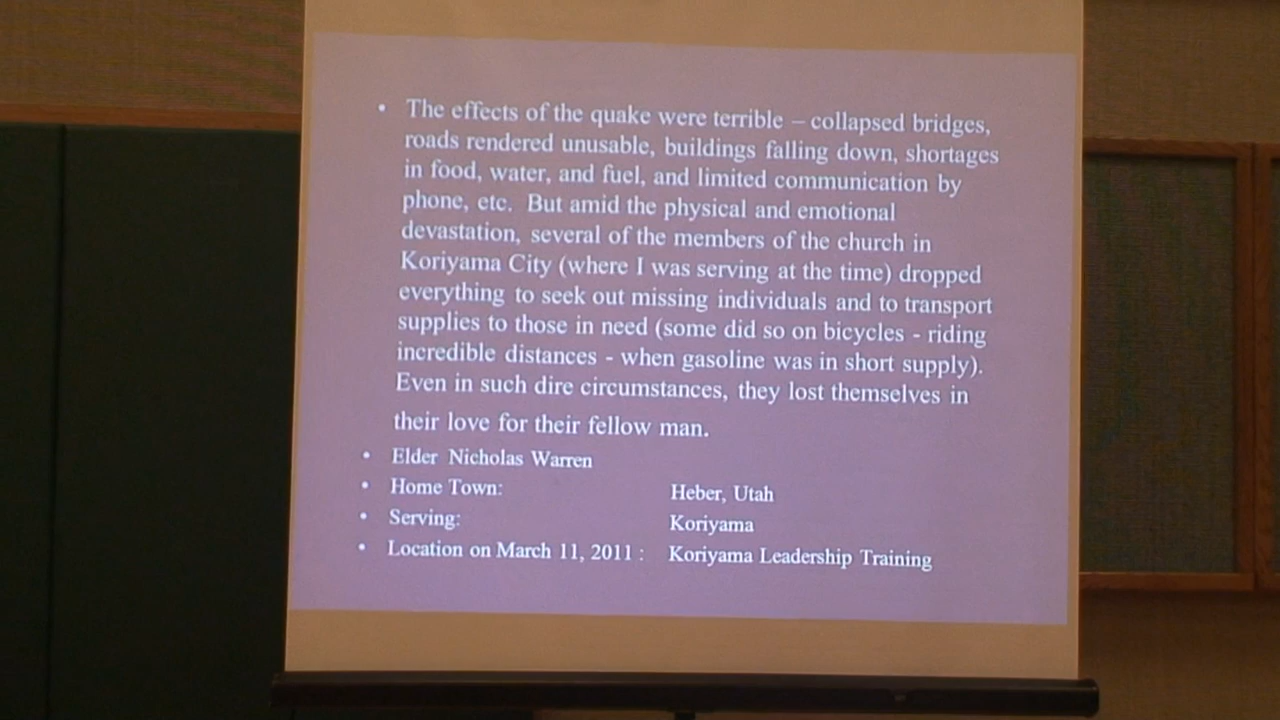 • The effects of the quake were terrible – collapsed bridges,
roads rendered unusable, buildings falling down, shortages
in food, water, and fuel, and limited communication by
phone, etc. But amid the physical and emotional
devastation, several of the members of the church in
Koriyama City (where I was serving at the time) dropped
everything to seek out missing individuals and to transport
supplies to those in need (some did so on bicycles - riding
incredible distances - when gasoline was in short supply).
Even in such dire circumstances, they lost themselves in
their love for their fellow man.
• Elder Nicholas Warren
• Home Town: Heber, Utah
• Serving: Koriyama
• Location on March 11, 2011 : Koriyama Leadership Training